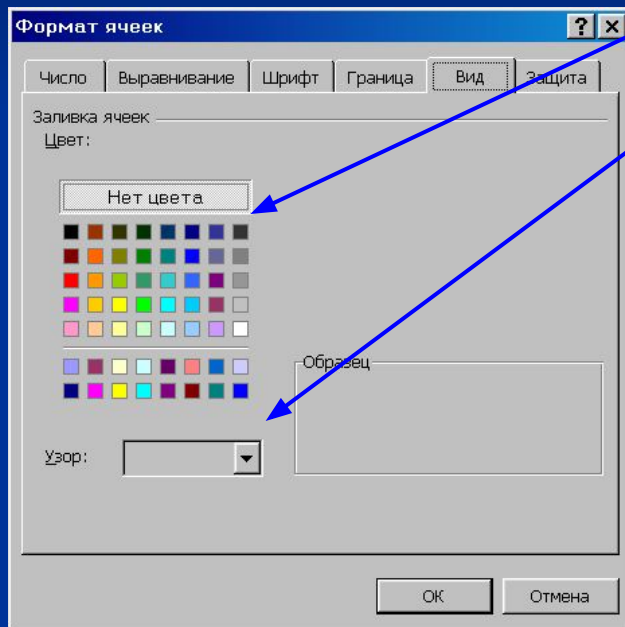 Формат ячеек
Число Выравнивание Шрифт Граница Вид Защита
Заливка ячеек
Цвет:
Нет цвета
Образец
Узор:
ОК Отмена